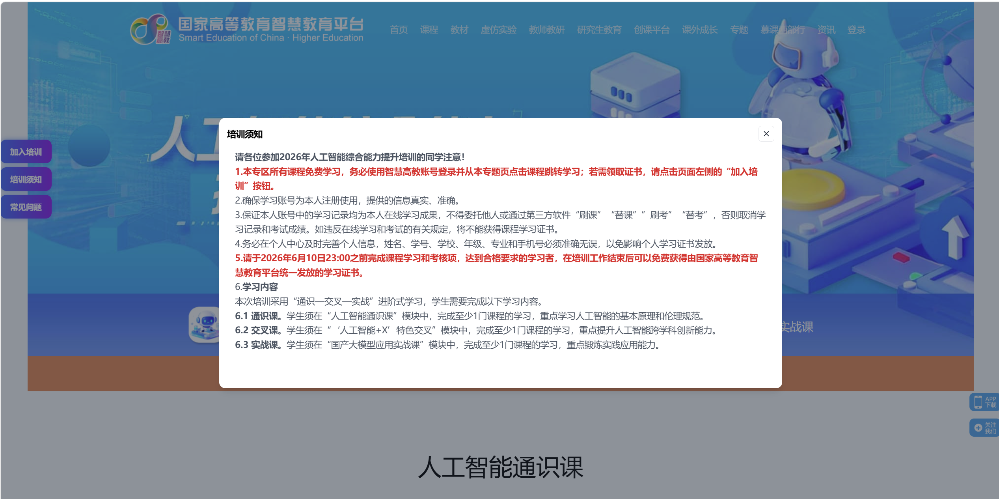 国家高等教育智慧教育平台
Smart Education of China · Higher Education
智慧
高教
首页 课程 教材 虚仿实验 教师教研 研究生教育 创课平台 课外成长 专题 慕课西部行 资讯 登录
人工
加入培训
培训须知
常见问题
培训须知
请各位参加2026年人工智能综合能力提升培训的同学注意！
1.本专区所有课程免费学习，务必使用智慧高教账号登录并从本专题页点击课程跳转学习；若需领取证书，请点击页面左侧的“加入培
训”按钮。
2.确保学习账号为本人注册使用，提供的信息真实、准确。
3.保证本人账号中的学习记录均为本人在线学习成果，不得委托他人或通过第三方软件“刷课”“替课””刷考”“替考”，否则取消学
习记录和考试成绩。如违反在线学习和考试的有关规定，将不能获得课程学习证书。
4.务必在个人中心及时完善个人信息，姓名、学号、学校、年级、专业和手机号必须准确无误，以免影响个人学习证书发放。
5.请于2026年6月10日23:00之前完成课程学习和考核项，达到合格要求的学习者，在培训工作结束后可以免费获得由国家高等教育智
慧教育平台统一发放的学习证书。
6.学习内容
本次培训采用“通识—交叉—实战”进阶式学习，学生需要完成以下学习内容。
6.1 通识课。学生须在“人工智能通识课”模块中，完成至少1门课程的学习，重点学习人工智能的基本原理和伦理规范。
6.2 交叉课。学生须在“‘人工智能+X’特色交叉”模块中，完成至少1门课程的学习，重点提升人工智能跨学科创新能力。
6.3 实战课。学生须在“国产大模型应用实战课”模块中，完成至少1门课程的学习，重点锻炼实践应用能力。
实战课
APP
下载
关注
我们
人工智能通识课